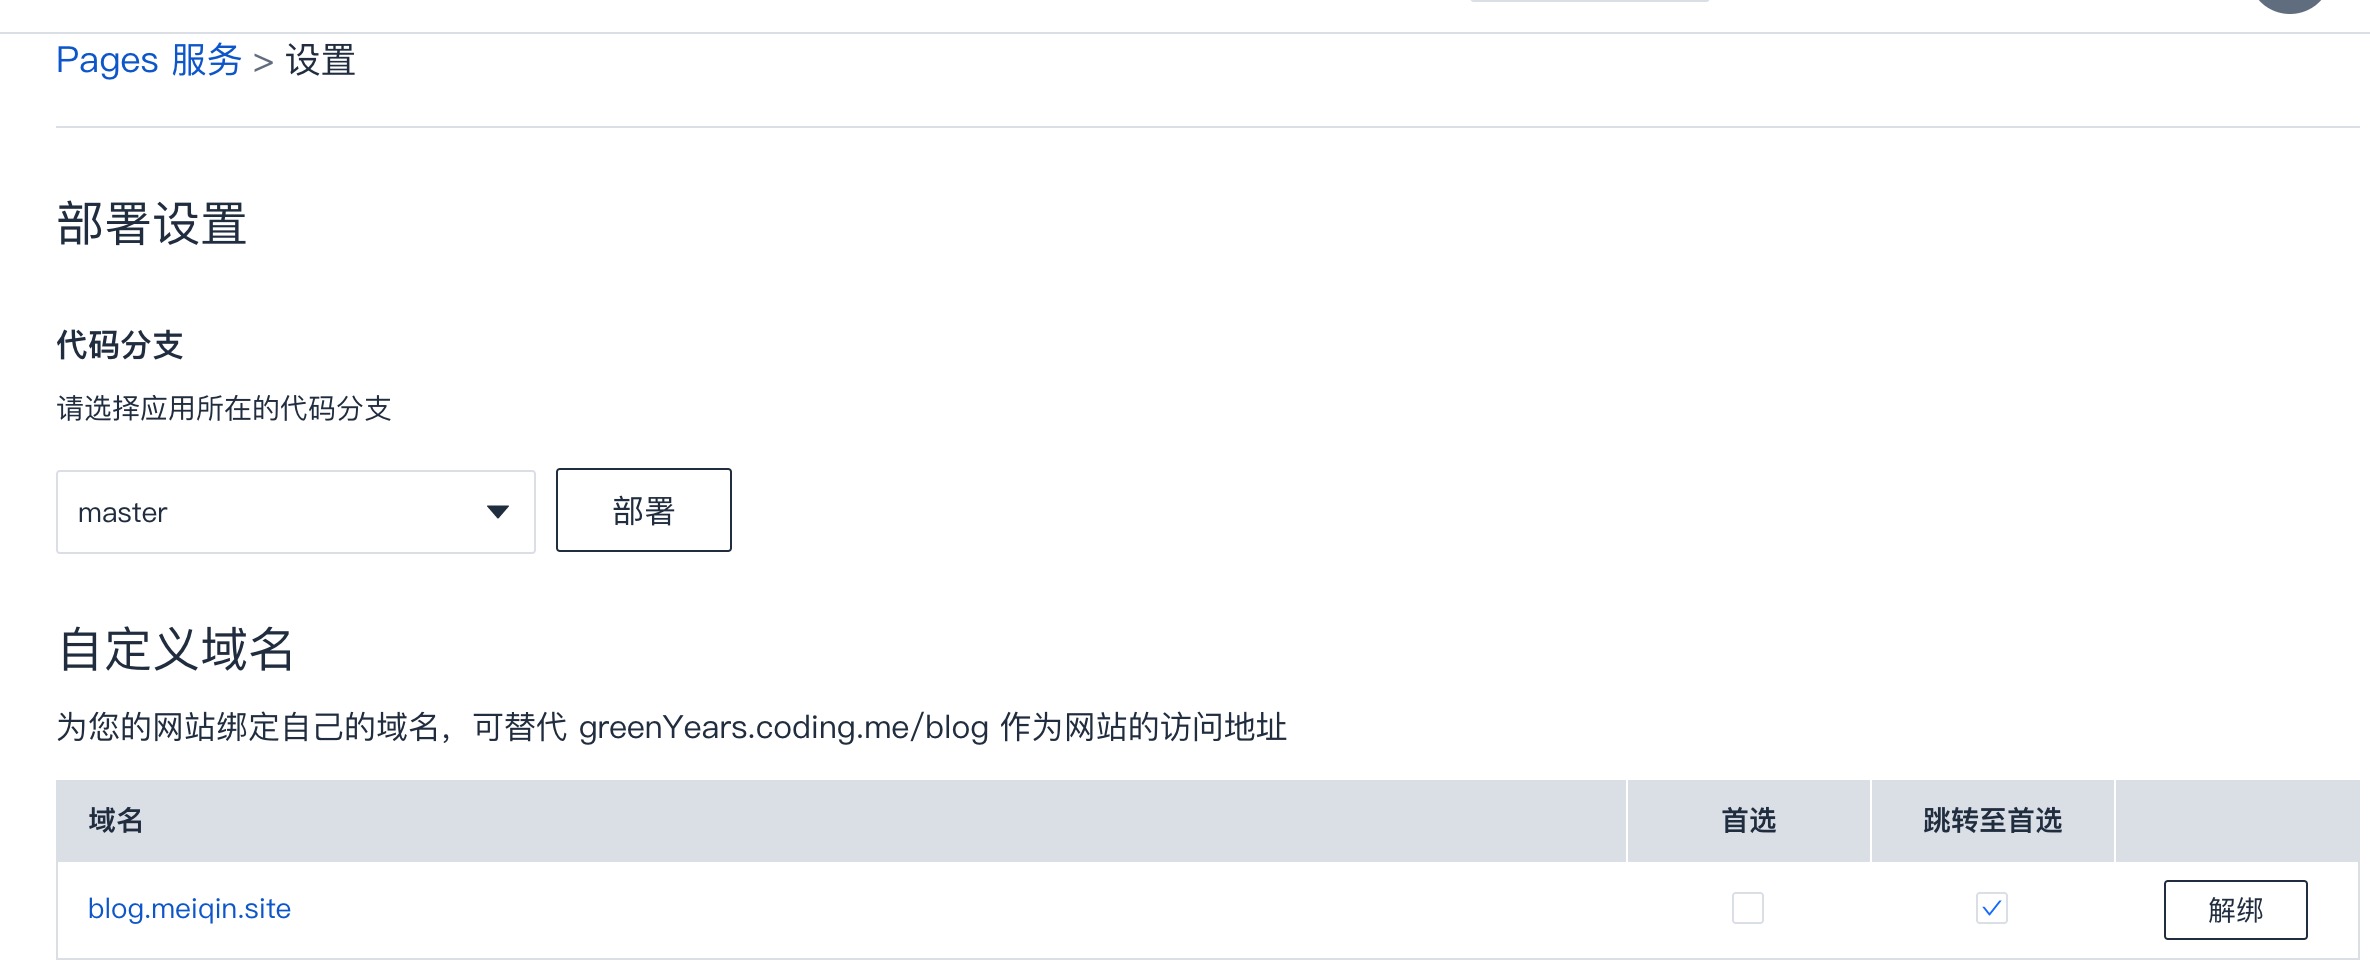 Pages 服务 > 设置
部署设置
代码分支
请选择应用所在的代码分支
master 部署
自定义域名
为您的网站绑定自己的域名，可替代 greenYears.coding.me/blog 作为网站的访问地址
域名 首选 跳转至首选
blog.meiqin.site 解绑